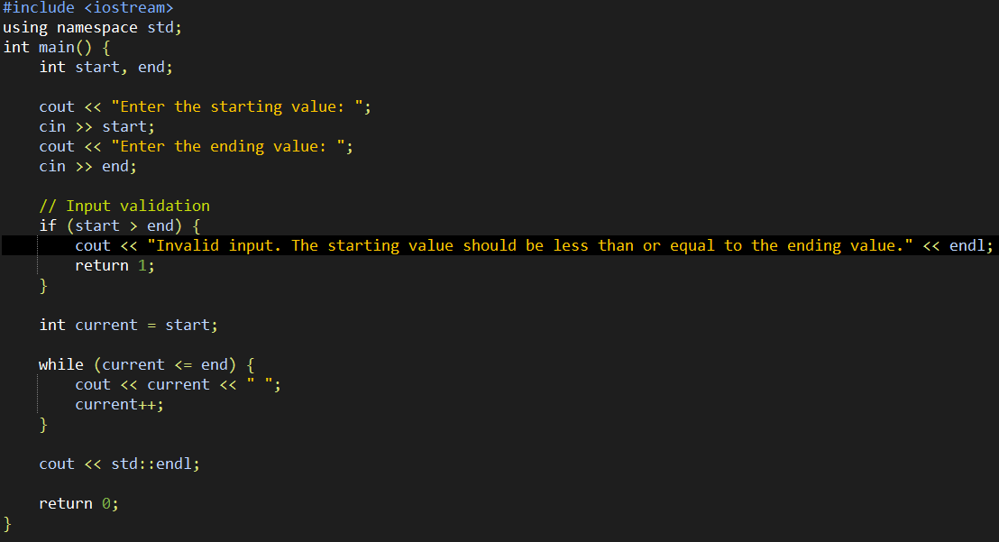 #include <iostream>
using namespace std;
int main() {
    int start, end;

    cout << "Enter the starting value: ";
    cin >> start;
    cout << "Enter the ending value: ";
    cin >> end;

    // Input validation
    if (start > end) {
        cout << "Invalid input. The starting value should be less than or equal to the ending value." << endl;
        return 1;
    }

    int current = start;

    while (current <= end) {
        cout << current << " ";
        current++;
    }

    cout << std::endl;

    return 0;
}